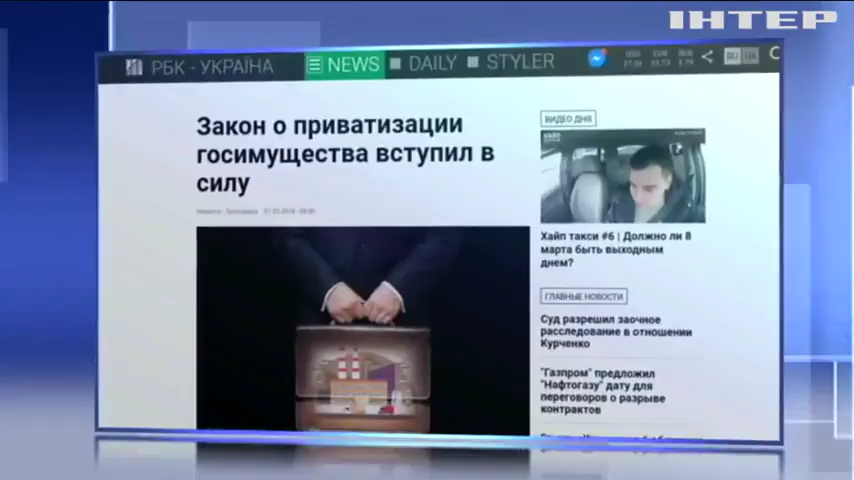 ІНТЕР
РБК - УКРАЇНА
NEWS
DAILY
STYLER
RU
Закон о приватизации
госимущества вступил в
силу
ВИДЕО ДНЯ
Хайп такси #6 | Должно ли 8
марта быть выходным
днем?
ГЛАВНЫЕ НОВОСТИ
Суд разрешил заочное
расследование в отношении
Курченко
"Газпром" предложил
"Нафтогазу" дату для
переговоров о разрыве
контрактов